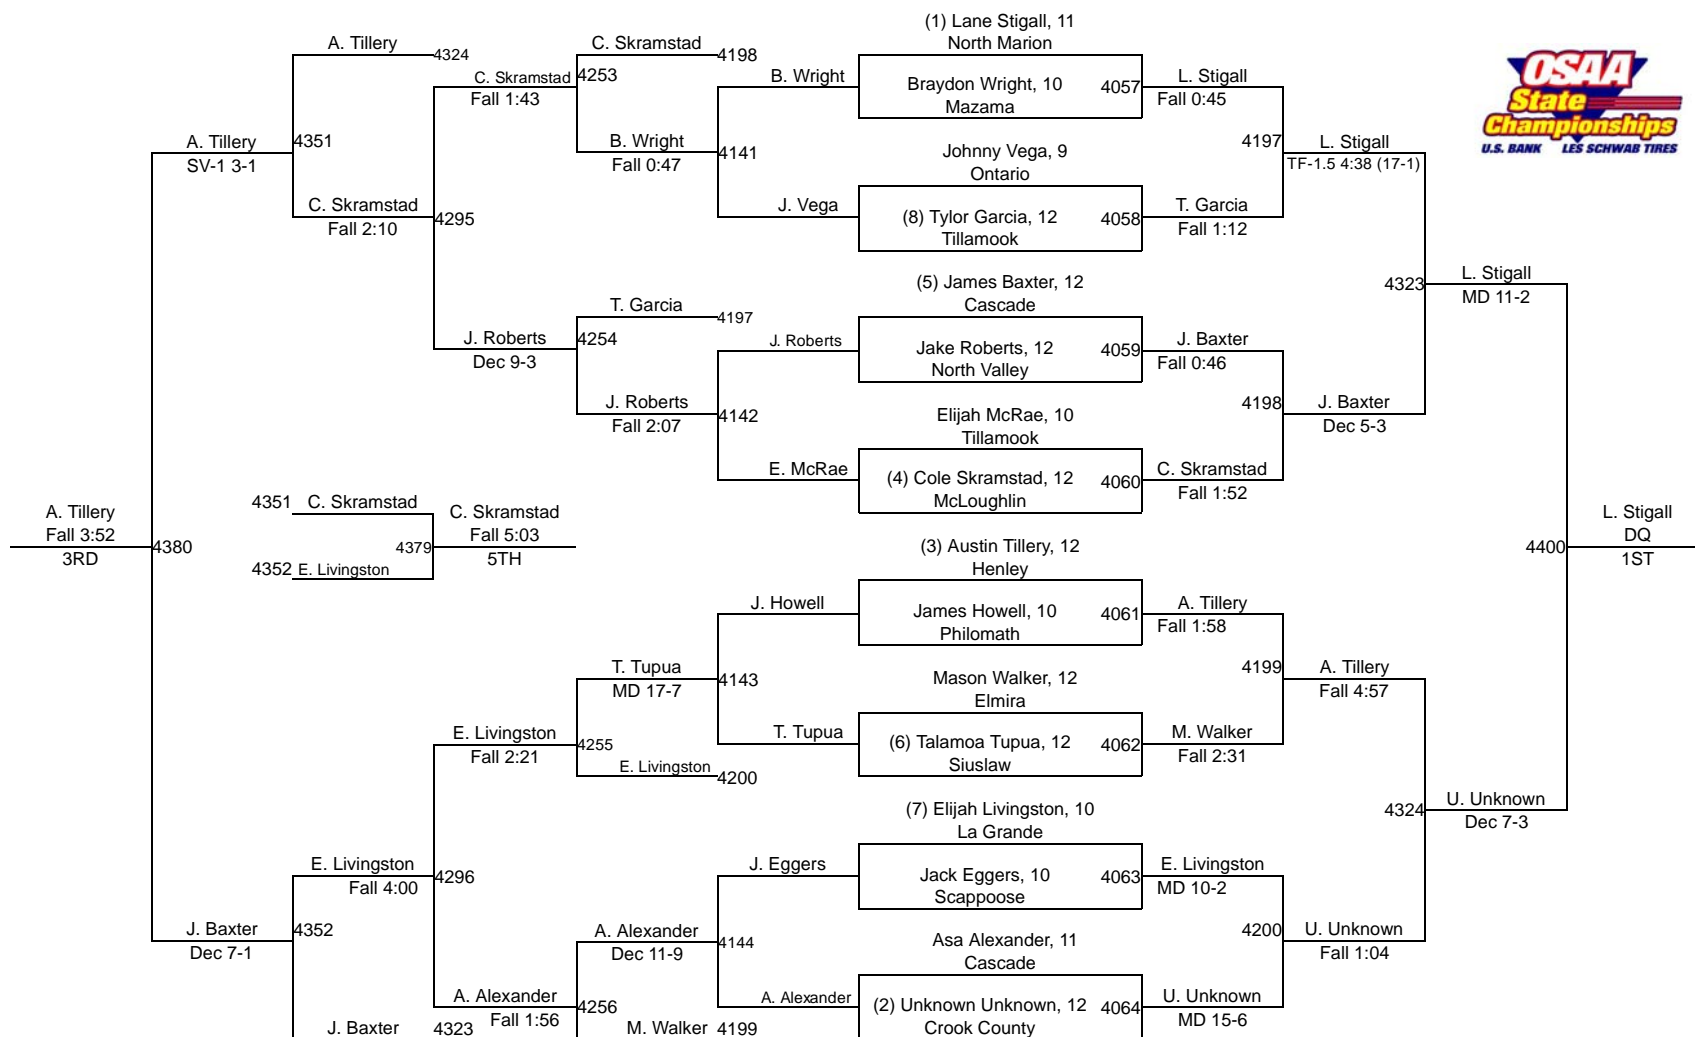 (1) Lane Stigall, 11
North Marion
A. Tillery
4324
C. Skramstad
4198
C. Skramstad
4253
Fall 1:43
B. Wright
Braydon Wright, 10
Mazama
4057
L. Stigall
Fall 0:45
OSAA
State
Championships
U.S. BANK LES SCHWAB TIRES
A. Tillery
SV-1 3-1
4351
B. Wright
Fall 0:47
4141
Johnny Vega, 9
Ontario
4197
L. Stigall
TF-1.5 4:38 (17-1)
C. Skramstad
Fall 2:10
4295
J. Vega
(8) Tylor Garcia, 12
Tillamook
4058
T. Garcia
Fall 1:12
(5) James Baxter, 12
Cascade
4323
L. Stigall
MD 11-2
T. Garcia
4197
J. Roberts
Dec 9-3
4254
J. Roberts
Jake Roberts, 12
North Valley
4059
J. Baxter
Fall 0:46
J. Roberts
Fall 2:07
4142
Elijah McRae, 10
Tillamook
4198
J. Baxter
Dec 5-3
E. McRae
(4) Cole Skramstad, 12
McLoughlin
4060
C. Skramstad
Fall 1:52
4351
C. Skramstad
A. Tillery
Fall 3:52
3RD
4380
4379
C. Skramstad
Fall 5:03
5TH
4352
E. Livingston
(3) Austin Tillery, 12
Henley
4400
L. Stigall
DQ
1ST
J. Howell
James Howell, 10
Philomath
4061
A. Tillery
Fall 1:58
T. Tupua
MD 17-7
4143
Mason Walker, 12
Elmira
4199
A. Tillery
Fall 4:57
E. Livingston
Fall 2:21
4255
E. Livingston
4200
T. Tupua
(6) Talamoa Tupua, 12
Siuslaw
4062
M. Walker
Fall 2:31
(7) Elijah Livingston, 10
La Grande
4324
U. Unknown
Dec 7-3
E. Livingston
Fall 4:00
4296
J. Eggers
Jack Eggers, 10
Scappoose
4063
E. Livingston
MD 10-2
J. Baxter
Dec 7-1
4352
A. Alexander
Dec 11-9
4144
Asa Alexander, 11
Cascade
4200
U. Unknown
Fall 1:04
A. Alexander
Fall 1:56
4256
A. Alexander
(2) Unknown Unknown, 12
Crook County
4064
U. Unknown
MD 15-6
J. Baxter
4323
M. Walker
4199